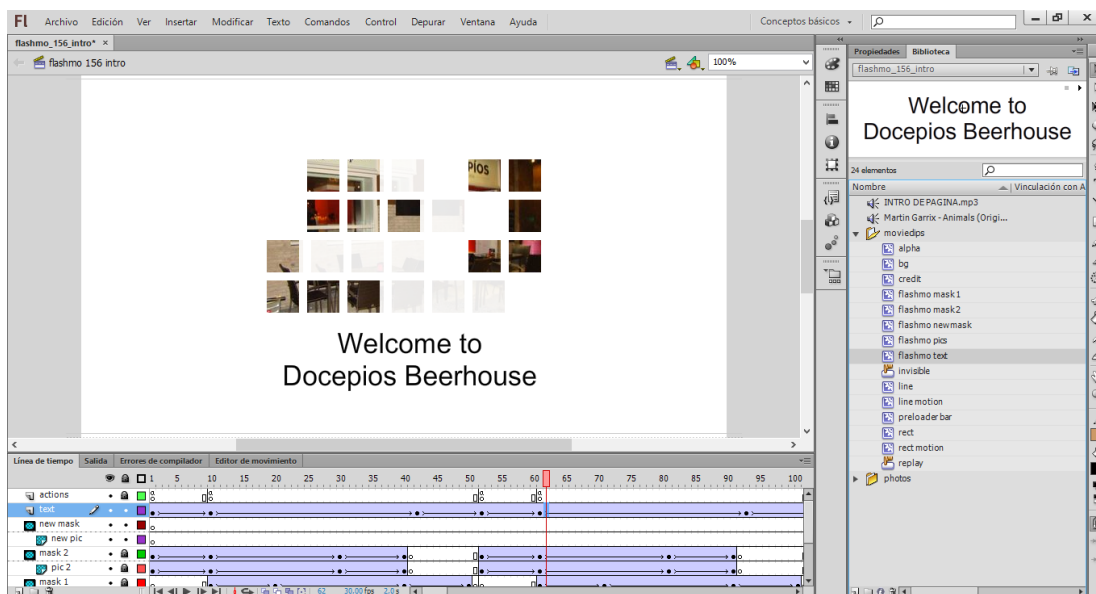 Fl Archivo Edición Ver Insertar Modificar Texto Comandos Control Depurar Ventana Ayuda Conceptos básicos
flashmo_156_intro* ×
flashmo 156 intro 100%
PIOS
Welcome to
Docepios Beerhouse
Propiedades Biblioteca
flashmo_156_intro
Welcome to
Docepios Beerhouse
24 elementos
Nombre Vinculación con A
INTRO DE PAGINA.mp3
Martin Garrix - Animals (Origi...
moviedps
alpha
bg
credit
flashmo mask1
flashmo mask2
flashmo newmask
flashmo pics
flashmo text
invisible
line
line motion
preloader bar
rect
rect motion
replay
photos
Línea de tiempo Salida Errores de compilador Editor de movimiento
1 5 10 15 20 25 30 35 40 45 50 55 60 65 70 75 80 85 90 95 100
actions
text
new mask
new pic
mask 2
pic 2
mask 1
62 30.00 fps 2.0 s